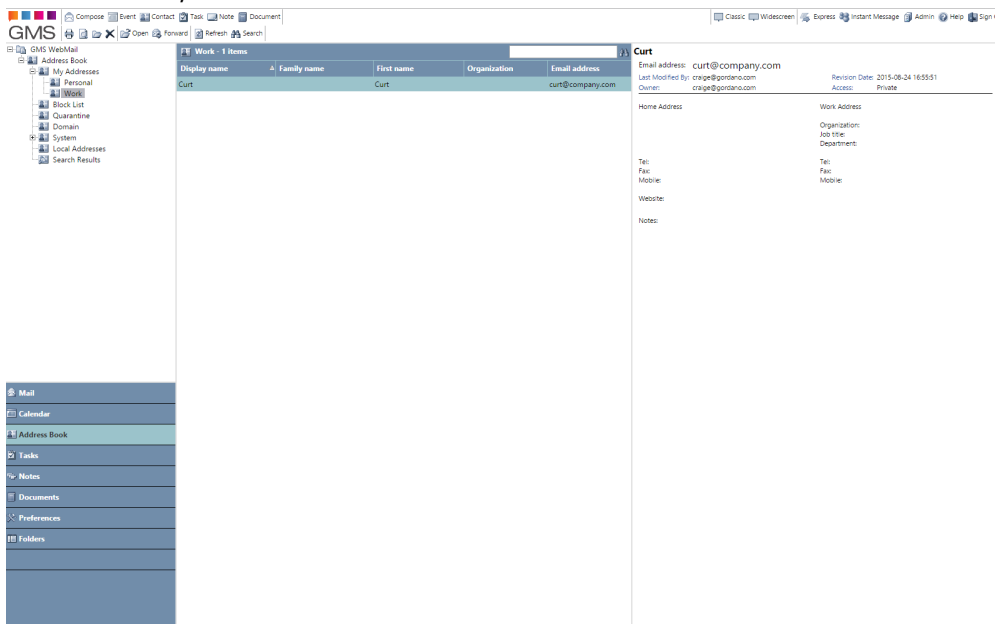 Compose Event Contact Task Note Document
Classic Widescreen Express Instant Message Admin Help Sign
GMS
Open Forward Refresh Search
GMS WebMail
Address Book
My Addresses
Personal
Work
Block List
Quarantine
Domain
System
Local Addresses
Search Results
Mail
Calendar
Address Book
Tasks
Notes
Documents
Preferences
Folders
Work - 1 items
Display name Family name First name Organization Email address
Curt Curt curt@company.com
Curt
Email address: curt@company.com
Last Modified By: craige@gordano.com Revision Date: 2015-08-24 16:55:51
Owner: craige@gordano.com Access: Private
Home Address Work Address
Organization:
Job title:
Department:
Tel: Tel:
Fax: Fax:
Mobile: Mobile:
Website:
Notes: